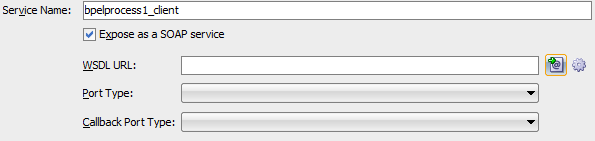 Service Name: bpelprocess1_client
Expose as a SOAP service
WSDL URL:
Port Type:
Callback Port Type: